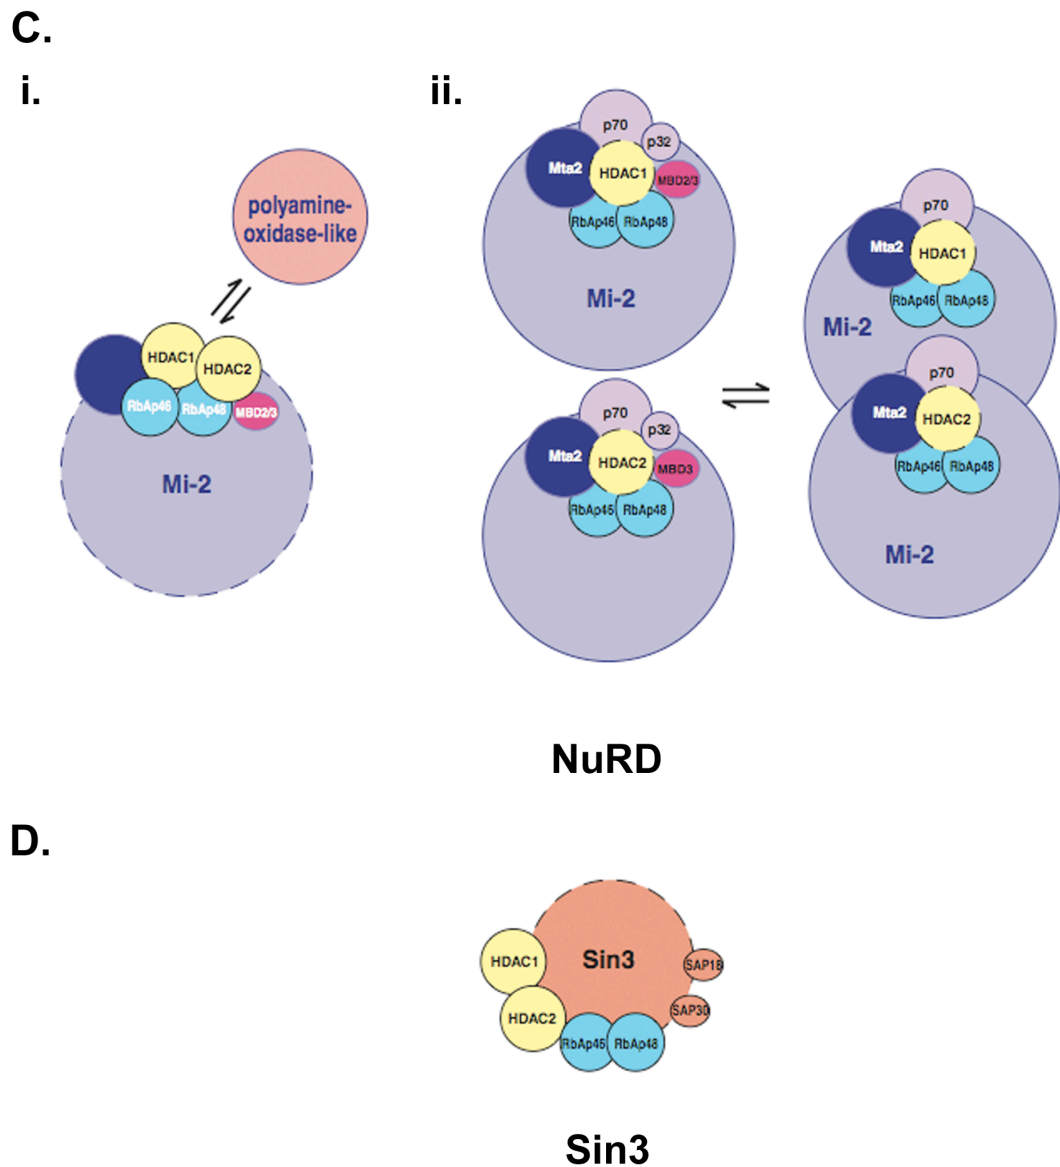 C.
i.
polyamine-
oxidase-like
HDAC1
HDAC2
RbAp46
RbAp48
MBD2/3
Mi-2
ii.
p70
p32
Mta2
HDAC1
MBD2/3
RbAp46
RbAp48
Mi-2
p70
p32
Mta2
HDAC2
MBD3
RbAp46
RbAp48
p70
Mta2
HDAC1
RbAp46
RbAp48
Mi-2
p70
Mta2
HDAC2
RbAp46
RbAp48
Mi-2
NuRD
D.
HDAC1
Sin3
SAP18
HDAC2
SAP30
RbAp46
RbAp48
Sin3